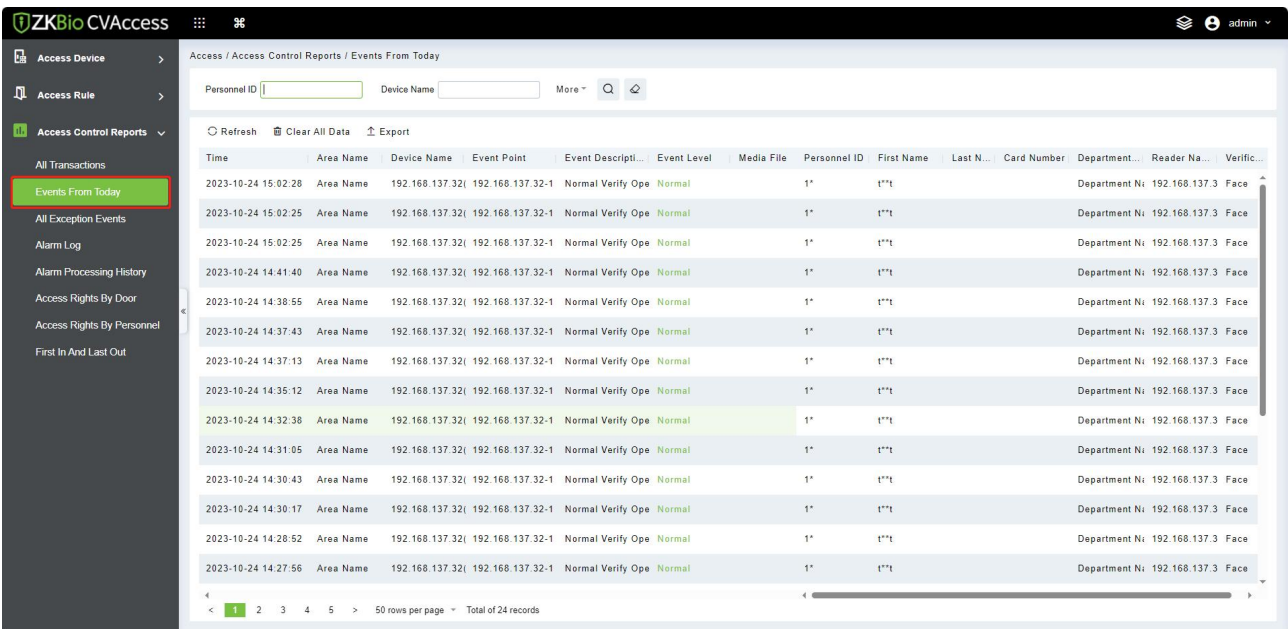 ZKBio CVAccess
admin
Access Device
Access Rule
Access Control Reports
All Transactions
Events From Today
All Exception Events
Alarm Log
Alarm Processing History
Access Rights By Door
Access Rights By Personnel
First In And Last Out
Access / Access Control Reports / Events From Today
Personnel ID Device Name More
Refresh Clear All Data Export
Time Area Name Device Name Event Point Event Descripti... Event Level Media File Personnel ID First Name Last N... Card Number Department... Reader Na... Verific...
2023-10-24 15:02:28 Area Name 192.168.137.32( 192.168.137.32-1 Normal Verify Ope Normal 1* t**t Department Na 192.168.137.3 Face
2023-10-24 15:02:25 Area Name 192.168.137.32( 192.168.137.32-1 Normal Verify Ope Normal 1* t**t Department Na 192.168.137.3 Face
2023-10-24 15:02:25 Area Name 192.168.137.32( 192.168.137.32-1 Normal Verify Ope Normal 1* t**t Department Na 192.168.137.3 Face
2023-10-24 14:41:40 Area Name 192.168.137.32( 192.168.137.32-1 Normal Verify Ope Normal 1* t**t Department Na 192.168.137.3 Face
2023-10-24 14:38:55 Area Name 192.168.137.32( 192.168.137.32-1 Normal Verify Ope Normal 1* t**t Department Na 192.168.137.3 Face
2023-10-24 14:37:43 Area Name 192.168.137.32( 192.168.137.32-1 Normal Verify Ope Normal 1* t**t Department Na 192.168.137.3 Face
2023-10-24 14:37:13 Area Name 192.168.137.32( 192.168.137.32-1 Normal Verify Ope Normal 1* t**t Department Na 192.168.137.3 Face
2023-10-24 14:35:12 Area Name 192.168.137.32( 192.168.137.32-1 Normal Verify Ope Normal 1* t**t Department Na 192.168.137.3 Face
2023-10-24 14:32:38 Area Name 192.168.137.32( 192.168.137.32-1 Normal Verify Ope Normal 1* t**t Department Na 192.168.137.3 Face
2023-10-24 14:31:05 Area Name 192.168.137.32( 192.168.137.32-1 Normal Verify Ope Normal 1* t**t Department Na 192.168.137.3 Face
2023-10-24 14:30:43 Area Name 192.168.137.32( 192.168.137.32-1 Normal Verify Ope Normal 1* t**t Department Na 192.168.137.3 Face
2023-10-24 14:30:17 Area Name 192.168.137.32( 192.168.137.32-1 Normal Verify Ope Normal 1* t**t Department Na 192.168.137.3 Face
2023-10-24 14:28:52 Area Name 192.168.137.32( 192.168.137.32-1 Normal Verify Ope Normal 1* t**t Department Na 192.168.137.3 Face
2023-10-24 14:27:56 Area Name 192.168.137.32( 192.168.137.32-1 Normal Verify Ope Normal 1* t**t Department Na 192.168.137.3 Face
< 1 2 3 4 5 > 50 rows per page Total of 24 records